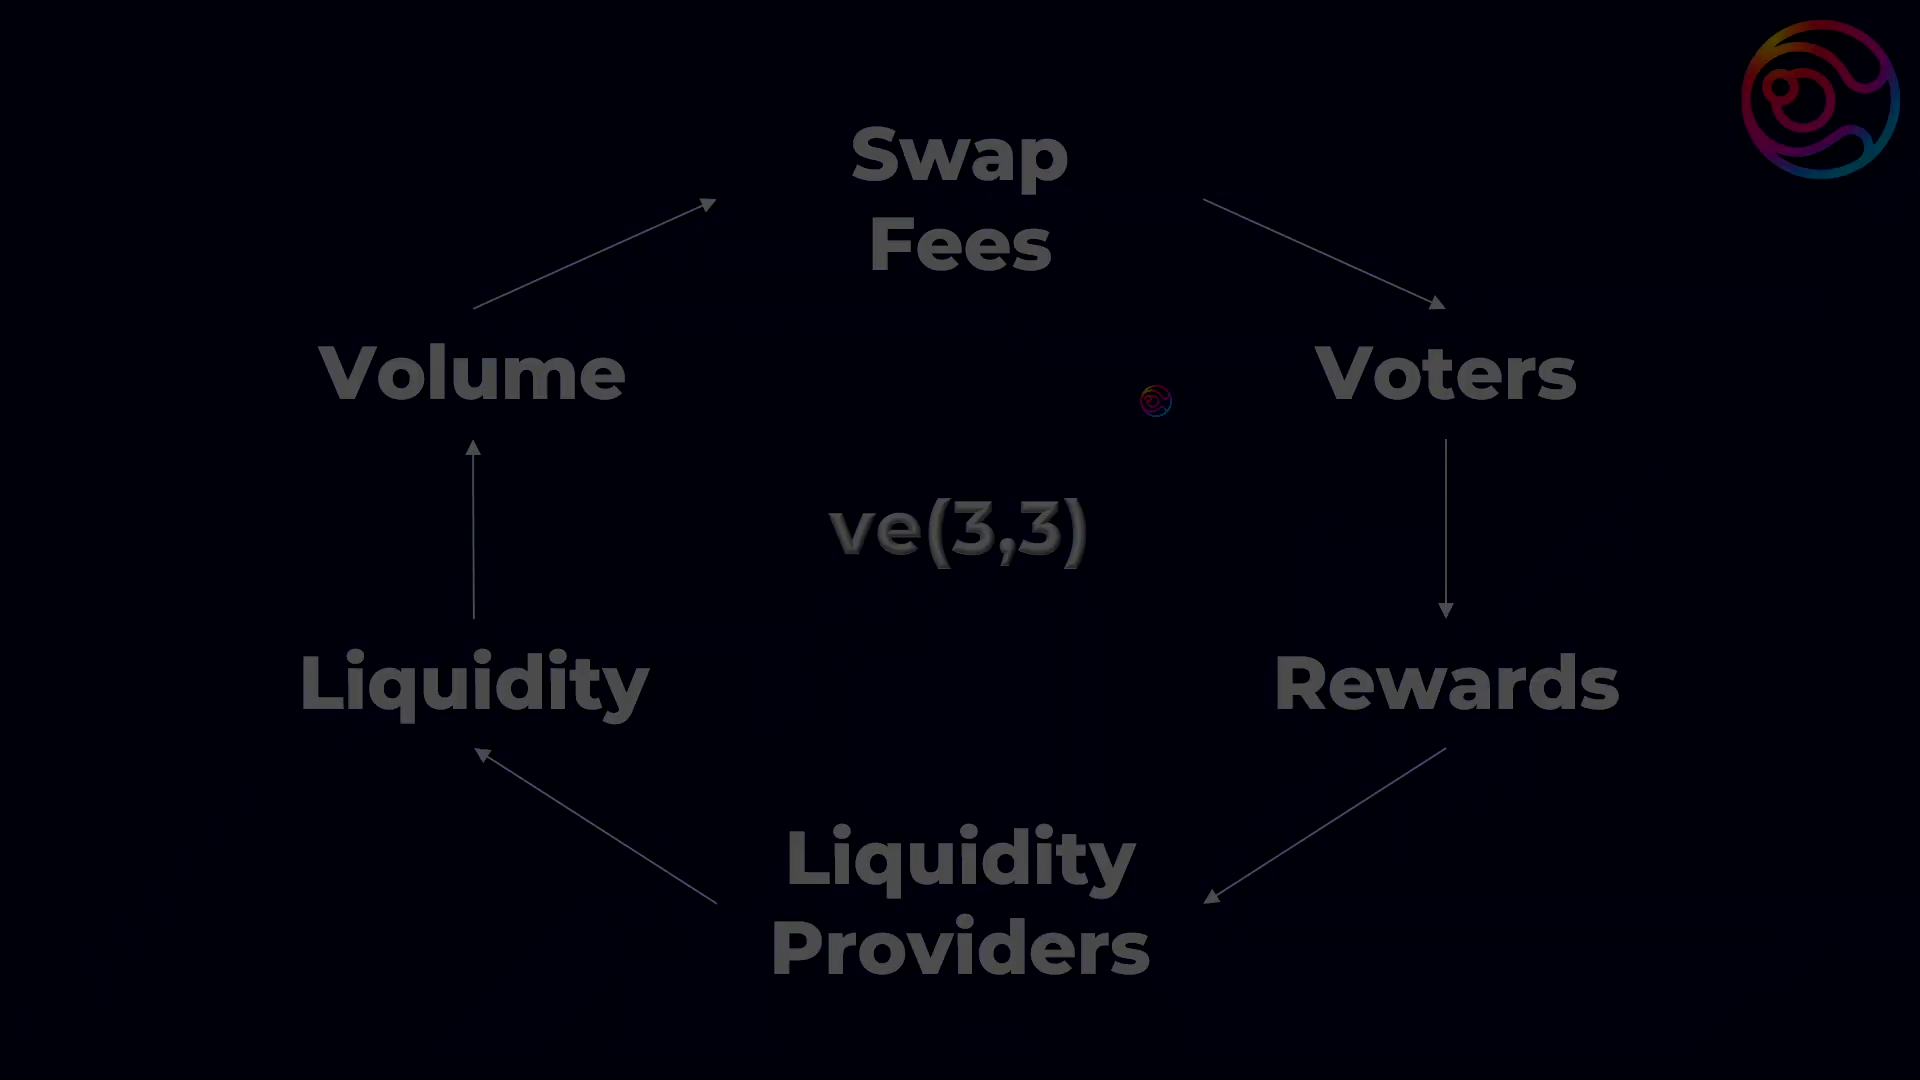 Swap
Fees
Volume
Voters
ve(3,3)
Liquidity
Rewards
Liquidity
Providers